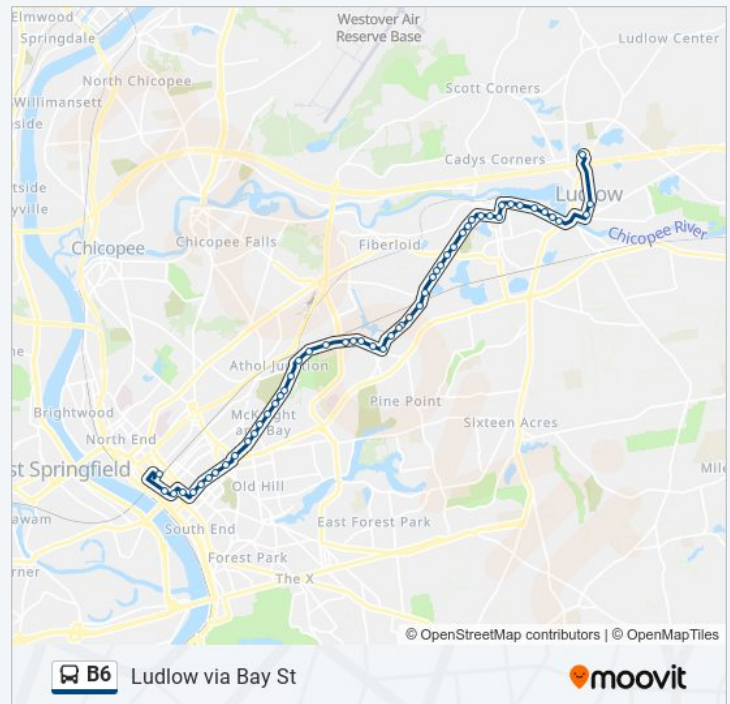 Elmwood
Springdale
Westover Air
Reserve Base
Ludlow Center
North Chicopee
Scott Corners
Willimansett
side
Cadys Corners
tside
yville
Ludlow
Chicopee River
Chicopee
Chicopee Falls
Fiberloid
ne
Athol Junction
Brightwood
McKnight
and Bay
Pine Point
Sixteen Acres
North End
st Springfield
Mile
Old Hill
awam
South End
East Forest Park
Forest Park
rner
The X
© OpenStreetMap contributors | © OpenMapTiles
B6 Ludlow via Bay St
moovit